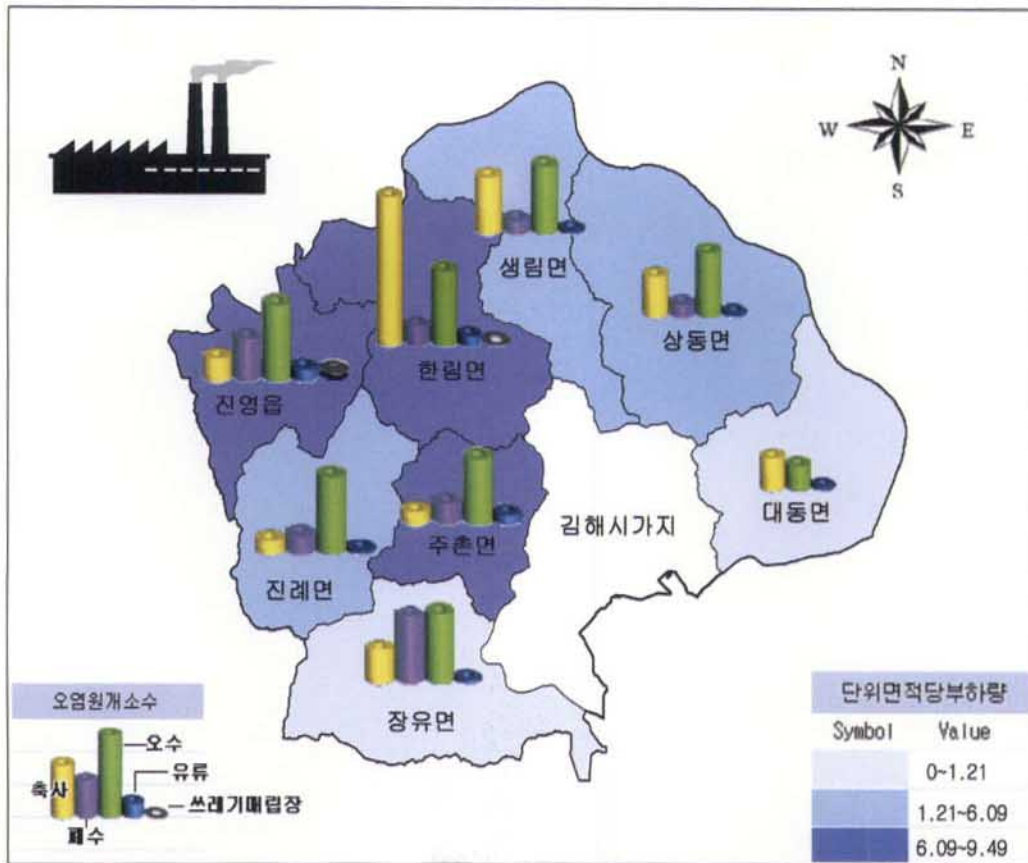 N
W E
S
생림면
상동면
한림면
진영읍
대동면
김해시가지
주촌면
진례면
장유면
오염원개소수
오수
유류
축사
쓰레기매립장
폐수
단위면적당부하량
Symbol Value
0~1.21
1.21~6.09
6.09~9.49